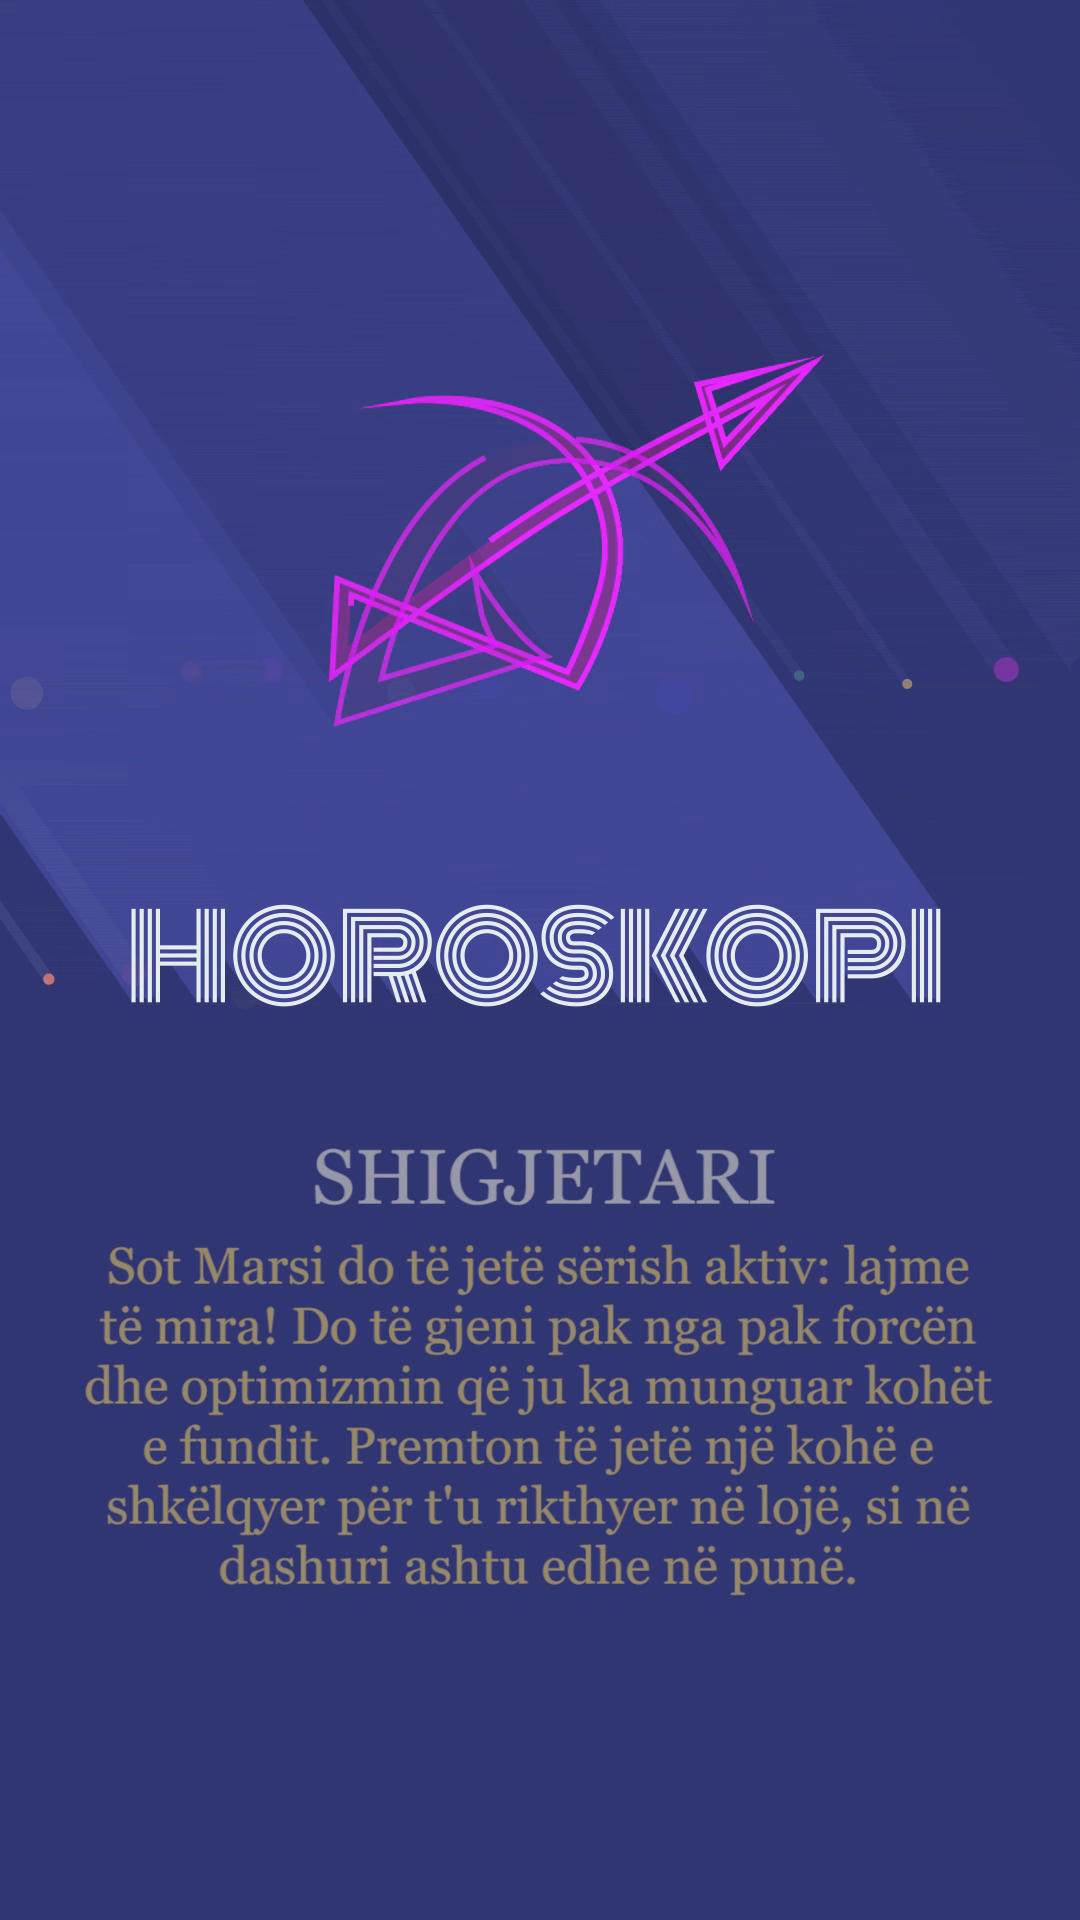 HOROSKOPI
SHIGJETARI
Sot Marsi do të jetë sërish aktiv: lajme
të mira! Do të gjeni pak nga pak forcën
dhe optimizmin që ju ka munguar kohët
e fundit. Premton të jetë një kohë e
shkëlqyer për t'u rikthyer në lojë, si në
dashuri ashtu edhe në punë.